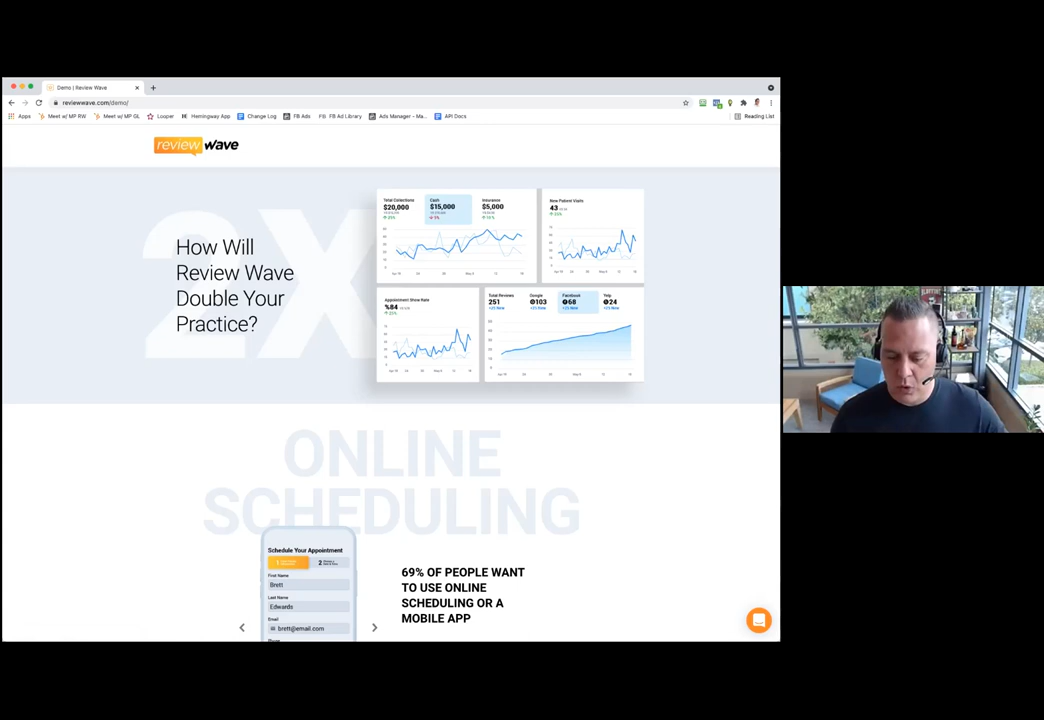 Demo | Review Wave
reviewwave.com/demo/
Apps Meet w/ MP RW Meet w/ MP GL Looper Hemingway App Change Log FB Ads FB Ad Library Ads Manager - Ma... API Docs Reading List
review wave
2X
How Will
Review Wave
Double Your
Practice?
Total Collections Cash Insurance
$20,000 $15,000 $5,000
New Patient Visits
43
Appointment Show Rate
%84
Total Reviews Google Facebook Yelp
251 103 68 24
ONLINE
SCHEDULING
Schedule Your Appointment
1 2
First Name
Brett
Last Name
Edwards
Email
brett@email.com
69% OF PEOPLE WANT
TO USE ONLINE
SCHEDULING OR A
MOBILE APP